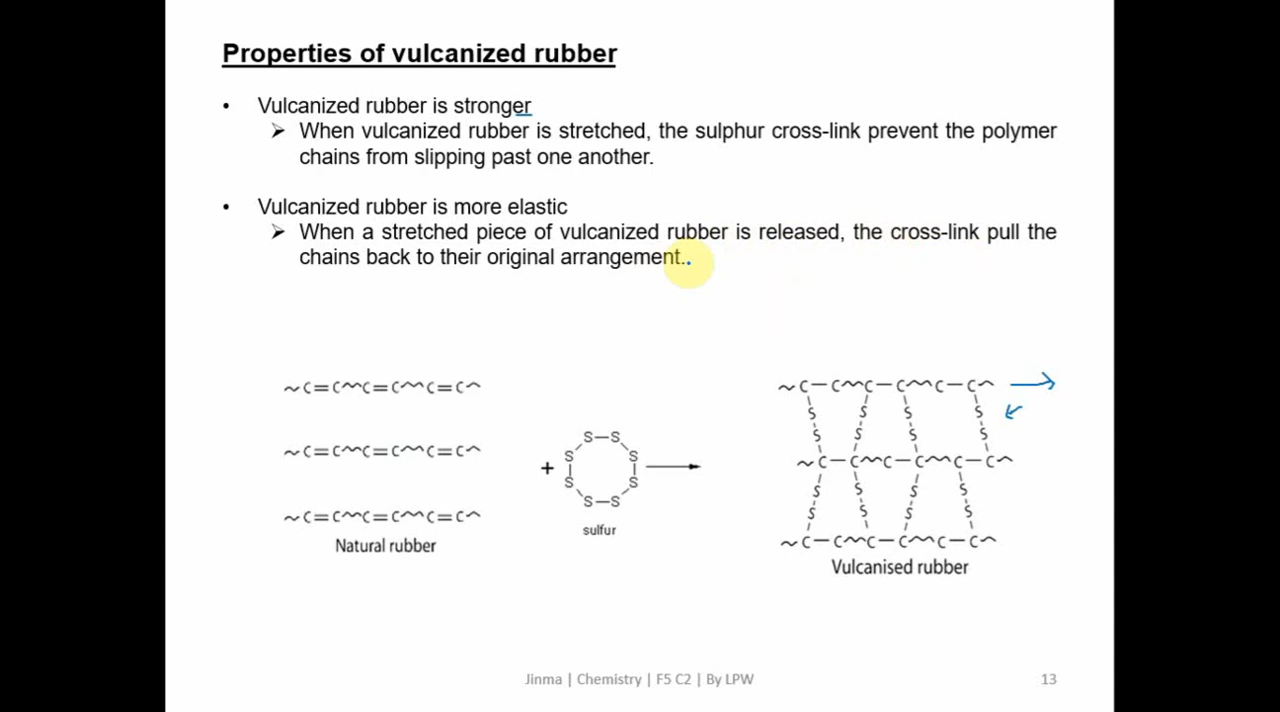 Properties of vulcanized rubber
• Vulcanized rubber is stronger
➢ When vulcanized rubber is stretched, the sulphur cross-link prevent the polymer
chains from slipping past one another.
• Vulcanized rubber is more elastic
➢ When a stretched piece of vulcanized rubber is released, the cross-link pull the
chains back to their original arrangement..
~C=C~C=C~C=C~
~C=C~C=C~C=C~
~C=C~C=C~C=C~
Natural rubber
+
S–S
S S
S S
S–S
sulfur
~C–C~C–C~C–C~
S S S S
S S S S
~C–C~C–C~C–C~
S S S S
S S S S
~C–C~C–C~C–C~
Vulcanised rubber
Jinma | Chemistry | F5 C2 | By LPW
13